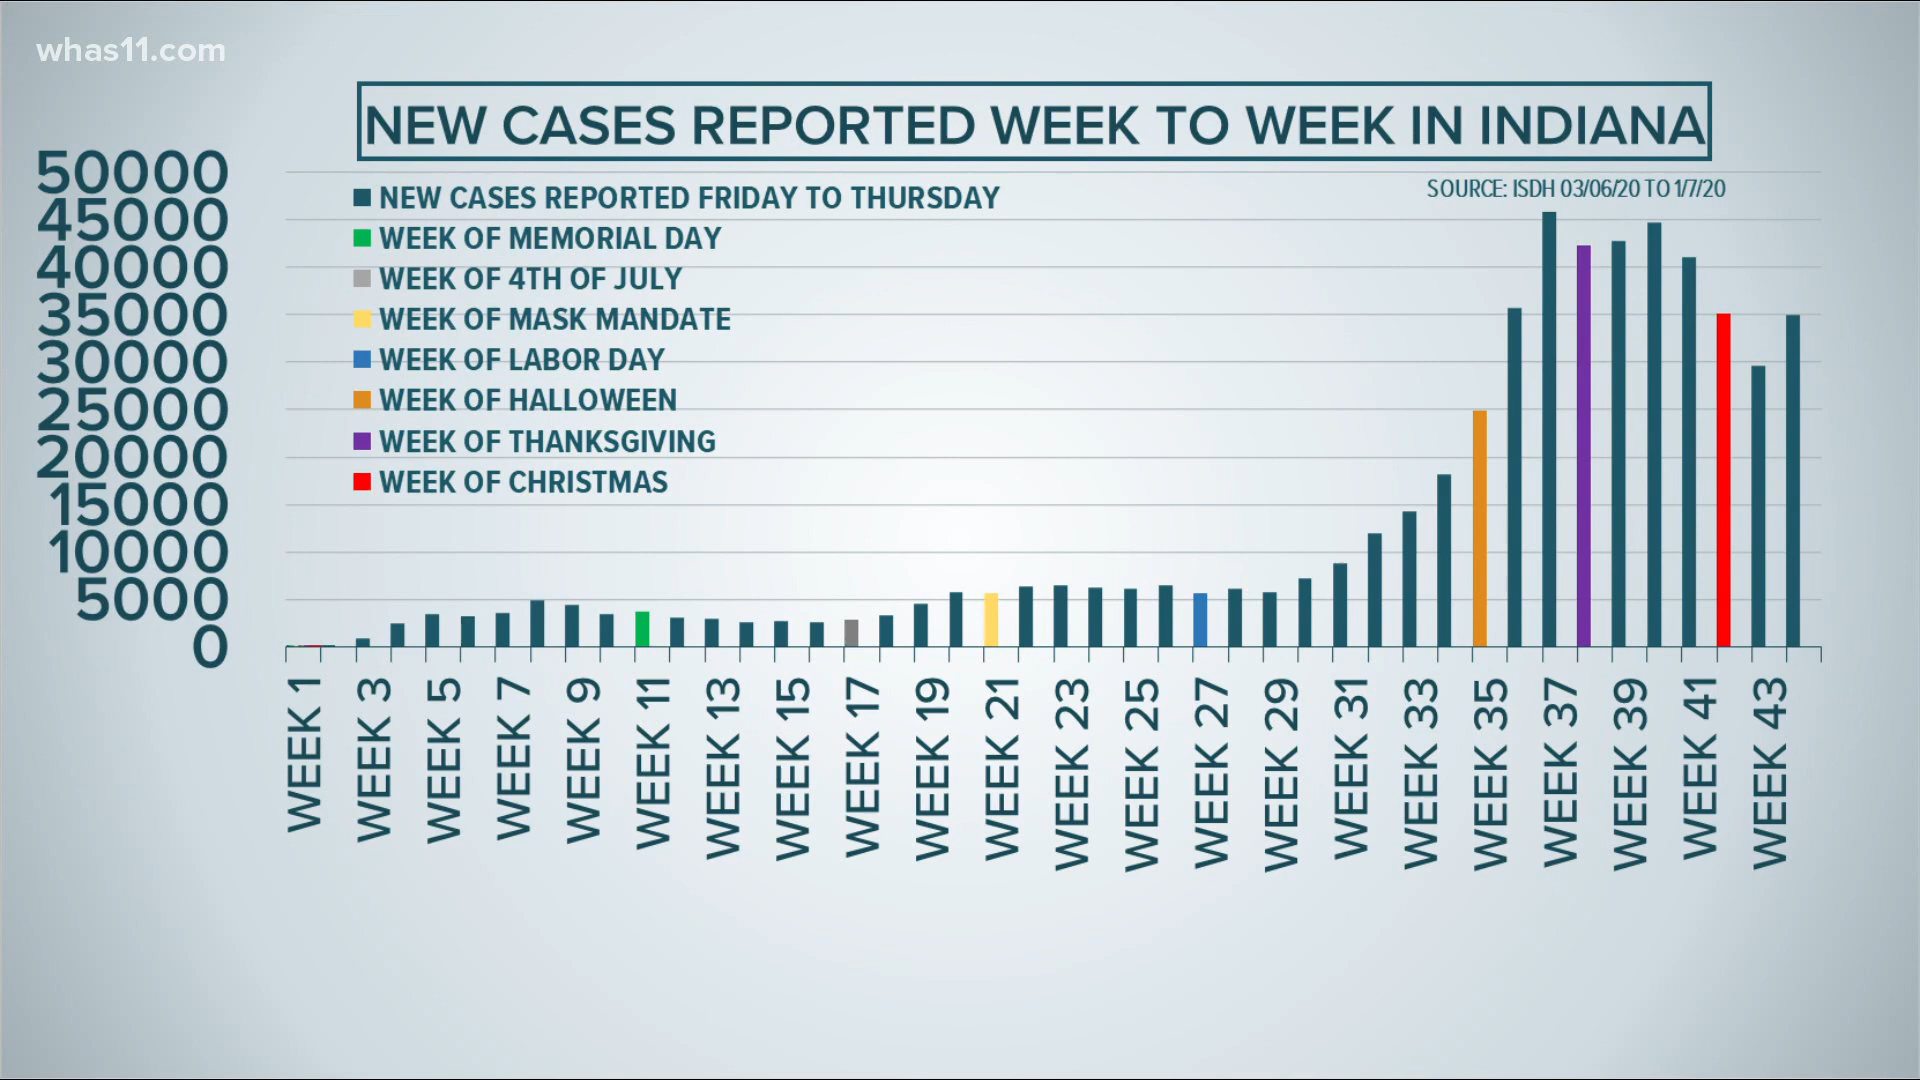 whas11.com
NEW CASES REPORTED WEEK TO WEEK IN INDIANA
SOURCE: ISDH 03/06/20 TO 1/7/20
NEW CASES REPORTED FRIDAY TO THURSDAY
WEEK OF MEMORIAL DAY
WEEK OF 4TH OF JULY
WEEK OF MASK MANDATE
WEEK OF LABOR DAY
WEEK OF HALLOWEEN
WEEK OF THANKSGIVING
WEEK OF CHRISTMAS
50000
45000
40000
35000
30000
25000
20000
15000
10000
5000
0
WEEK 1
WEEK 3
WEEK 5
WEEK 7
WEEK 9
WEEK 11
WEEK 13
WEEK 15
WEEK 17
WEEK 19
WEEK 21
WEEK 23
WEEK 25
WEEK 27
WEEK 29
WEEK 31
WEEK 33
WEEK 35
WEEK 37
WEEK 39
WEEK 41
WEEK 43